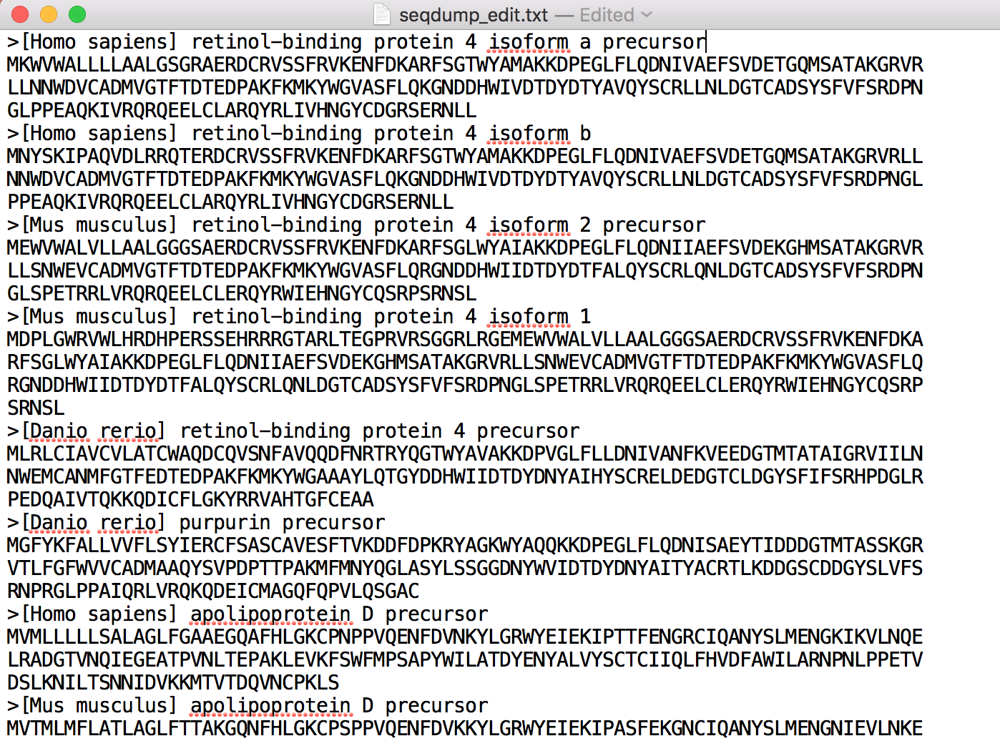 seqdump_edit.txt — Edited
>[Homo sapiens] retinol-binding protein 4 isoform a precursor
MKWVWALLLLAALGSGRAERDCRVSSFRVKENFDKARFSGTWYAMAKKDPEGLFLQDNIVAEFSVDETGQMSATAKGRVR
LLNNWDVCADMVGTFTDTEDPAKFKMKYWGVASFLQKGNDDHWIVDTDYDTYAVQYSCRLLNLDGTCADSYSFVFSRDPN
GLPPEAQKIVRQRQEELCLARQYRLIVHNGYCDGRSERNLL
>[Homo sapiens] retinol-binding protein 4 isoform b
MNYSKIPAQVDLRRQTERDCRVSSFRVKENFDKARFSGTWYAMAKKDPEGLFLQDNIVAEFSVDETGQMSATAKGRVRLL
NNWDVCADMVGTFTDTEDPAKFKMKYWGVASFLQKGNDDHWIVDTDYDTYAVQYSCRLLNLDGTCADSYSFVFSRDPNGL
PPEAQKIVRQRQEELCLARQYRLIVHNGYCDGRSERNLL
>[Mus musculus] retinol-binding protein 4 isoform 2 precursor
MEWVWALVLLAALGGGSAERDCRVSSFRVKENFDKARFSGLWYAIAKKDPEGLFLQDNIIAEFSVDEKGHMSATAKGRVR
LLSNWEVCADMVGTFTDTEDPAKFKMKYWGVASFLQRGNDDHWIIDTDYDTFALQYSCRLQNLDGTCADSYSFVFSRDPN
GLSPETRRLVRQRQEELCLERQYRWIEHNGYCQSRPSRNSL
>[Mus musculus] retinol-binding protein 4 isoform 1
MDPLGWRVWLHRDHPERSSEHRRRGTARLTEGPRVRSGGRLRGEMEWVWALVLLAALGGGSAERDCRVSSFRVKENFDKA
RFSGLWYAIAKKDPEGLFLQDNIIAEFSVDEKGHMSATAKGRVRLLSNWEVCADMVGTFTDTEDPAKFKMKYWGVASFLQ
RGNDDHWIIDTDYDTFALQYSCRLQNLDGTCADSYSFVFSRDPNGLSPETRRLVRQRQEELCLERQYRWIEHNGYCQSRP
SRNSL
>[Danio rerio] retinol-binding protein 4 precursor
MLRLCIAVCVLATCWAQDCQVSNFAVQQDFNRTRYQGTWYAVAKKDPVGLFLLDNIVANFKVEEDGTMTATAIGRVIILN
NWEMCANMFGTFEDTEDPAKFKMKYWGAAAYLQTGYDDHWIIDTDYDNYAIHYSCRELDEDGTCLDGYSFIFSRHPDGLR
PEDQAIVTQKKQDICFLGKYRRVAHTGFCEAA
>[Danio rerio] purpurin precursor
MGFYKFALLVVFLSYIERCFSASCAVESFTVKDDFDPKRYAGKWYAQQKKDPEGLFLQDNISAEYTIDDDGTMTASSKGR
VTLFGFWVVCADMAAQYSVPDPTTPAKMFMNYQGLASYLSSGGDNYWVIDTDYDNYAITYACRTLKDDGSCDDGYSLVFS
RNPRGLPPAIQRLVRQKQDEICMAGQFQPVLQSGAC
>[Homo sapiens] apolipoprotein D precursor
MVMLLLLLSALAGLFGAAEGQAFHLGKCPNPPVQENFDVNKYLGRWYEIEKIPTTFENGRCIQANYSLMENGKIKVLNQE
LRADGTVNQIEGEATPVNLTEPAKLEVKFSWFMPSAPYWILATDYENYALVYSCTCIIQLFHVDFAWILARNPNLPPETV
DSLKNILTSNNIDVKKMTVTDQVNCPKLS
>[Mus musculus] apolipoprotein D precursor
MVTMLMFLATLAGLFTTAKGQNFHLGKCPSPPVQENFDVKKYLGRWYEIEKIPASFEKGNCIQANYSLMENGNIEVLNKE